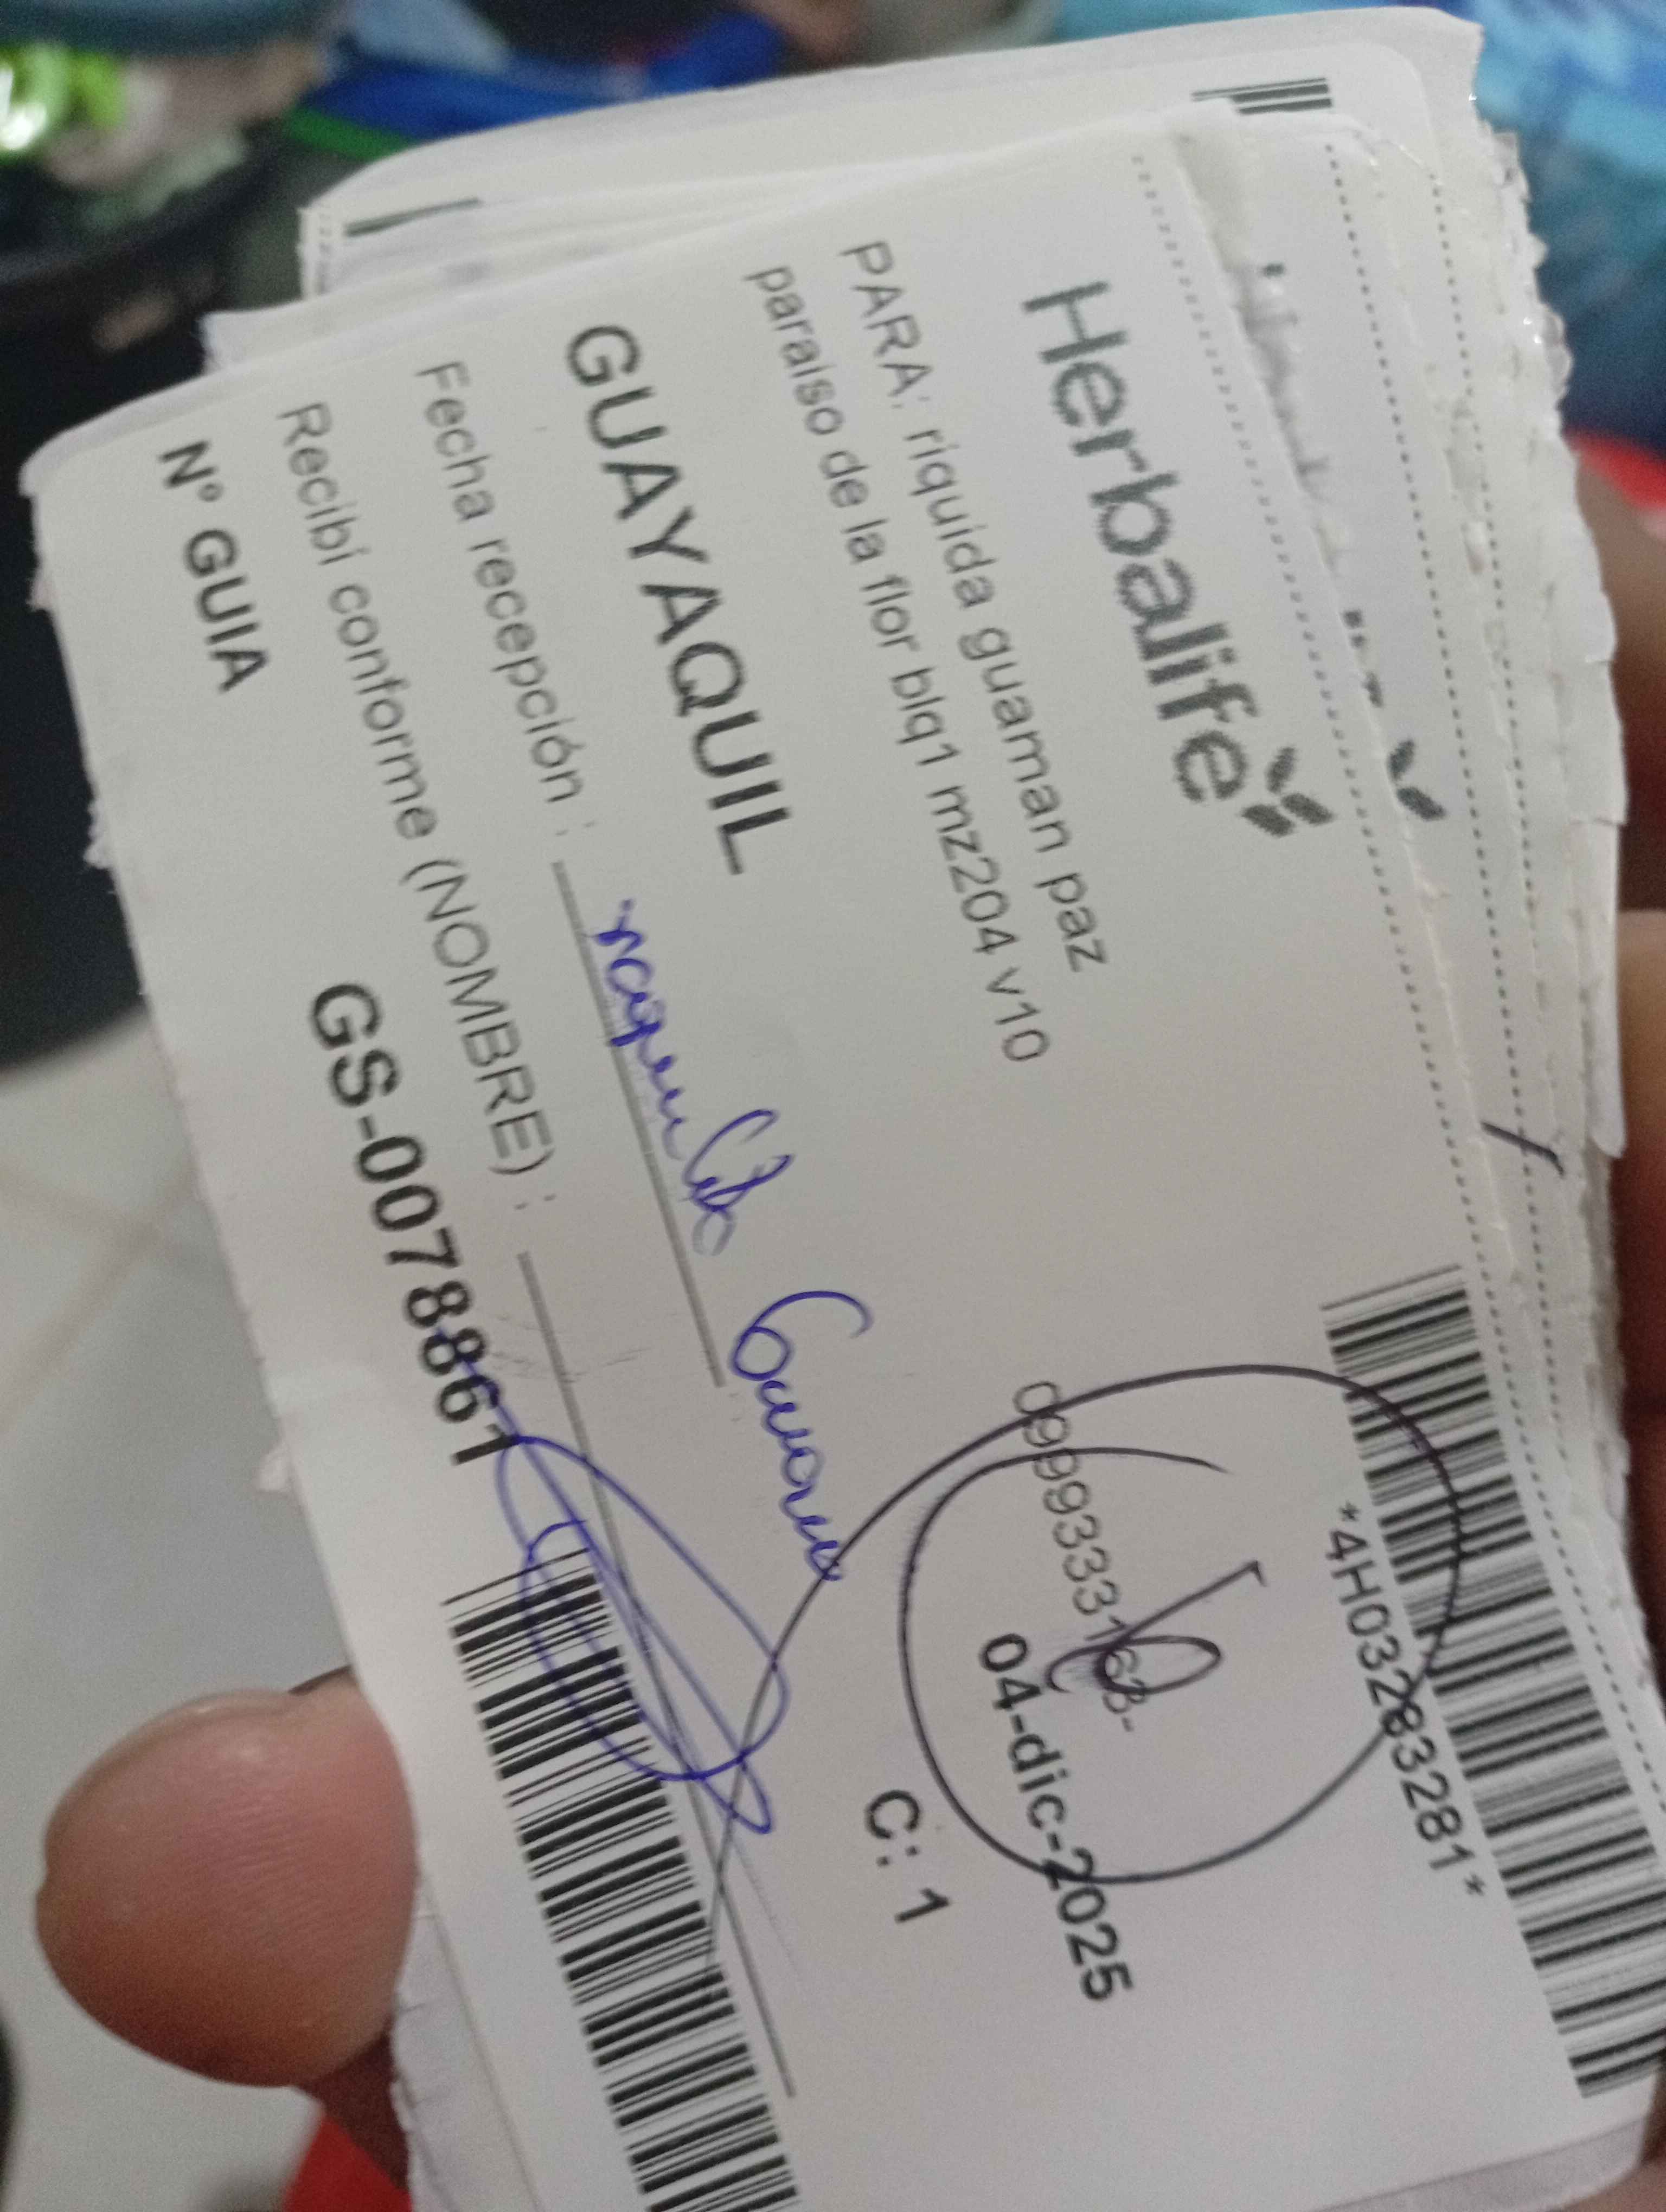 Herbalife
*4H03283281*
PARA: riquida guaman paz
0999333163-
paraiso de la flor blq1 mz204 v10
04-dic-2025
GUAYAQUIL
C: 1
Fecha recepción :
Recibí conforme (NOMBRE) :
N° GUIA
GS-0078861